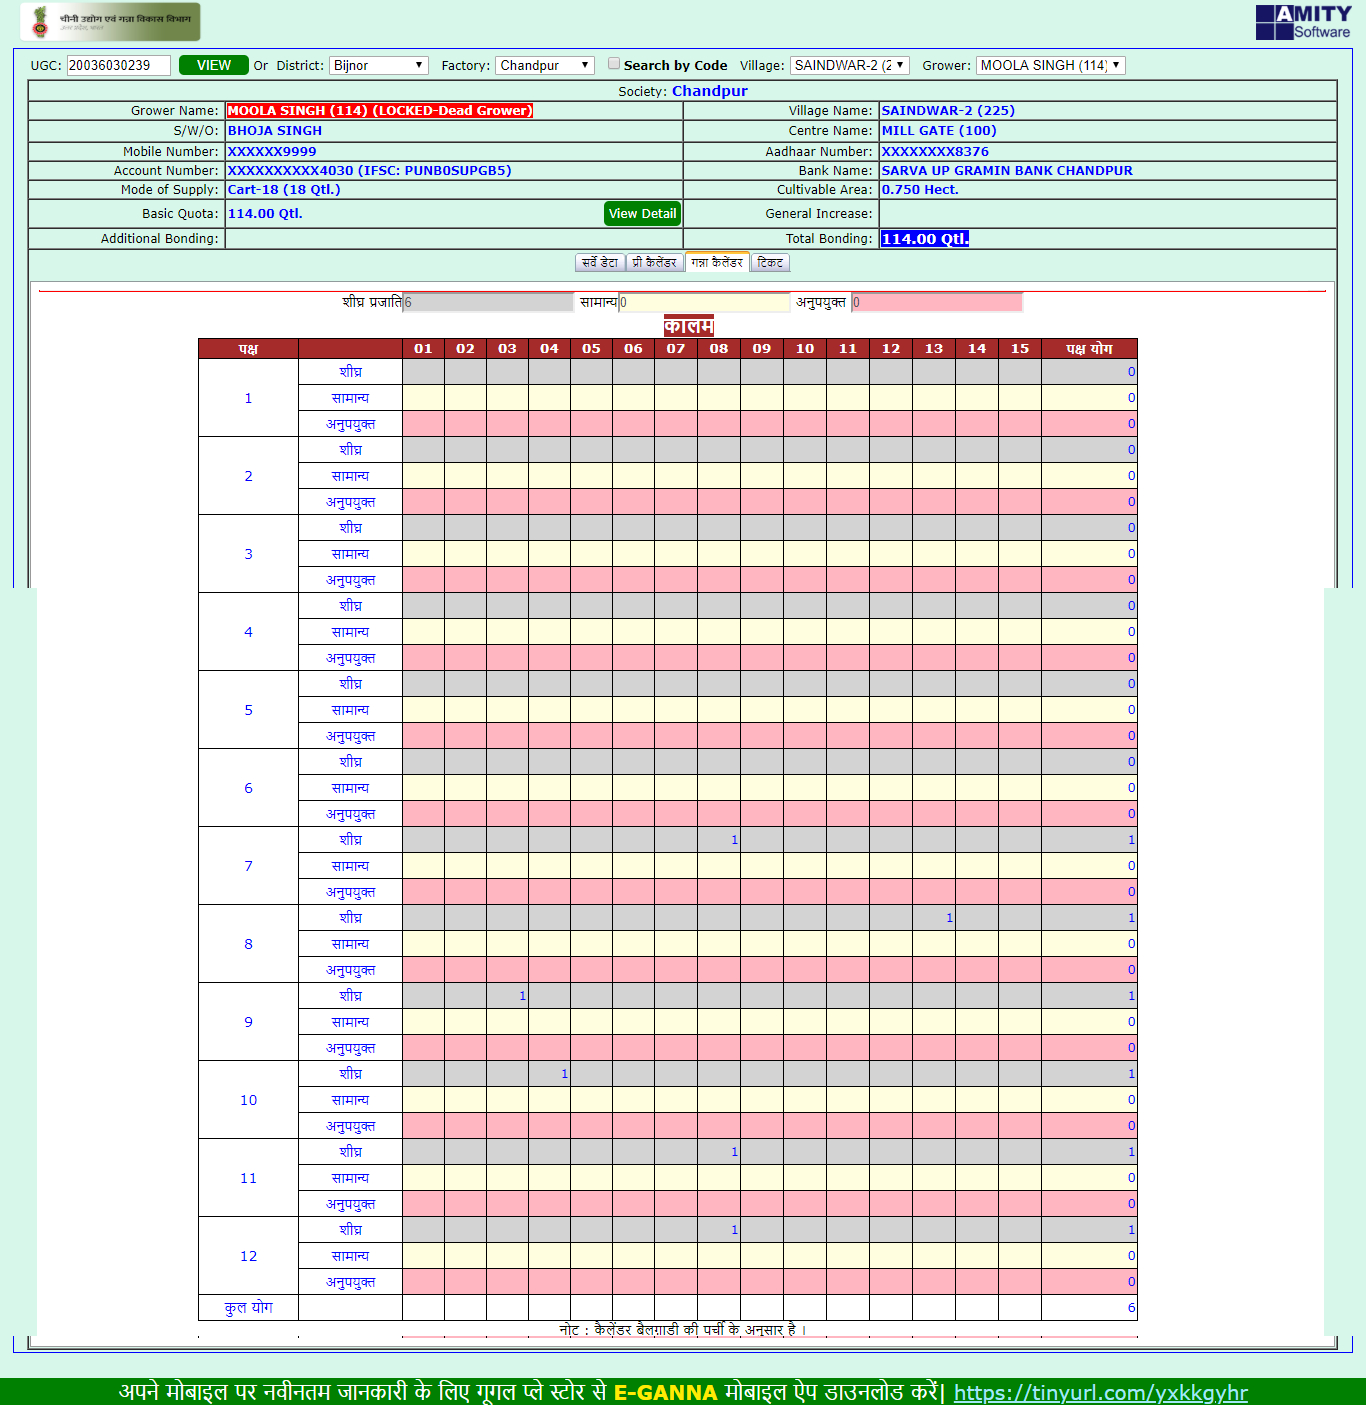 चीनी उद्योग एवं गन्ना विकास विभाग
उत्तर प्रदेश, भारत
AMITY
Software
UGC: 20036030239 VIEW Or District: Bijnor Factory: Chandpur Search by Code Village: SAINDWAR-2 (2 Grower: MOOLA SINGH (114)
Society: Chandpur
Grower Name: MOOLA SINGH (114) (LOCKED-Dead Grower) Village Name: SAINDWAR-2 (225)
S/W/O: BHOJA SINGH Centre Name: MILL GATE (100)
Mobile Number: XXXXXX9999 Aadhaar Number: XXXXXXXX8376
Account Number: XXXXXXXXXX4030 (IFSC: PUNB0SUPGB5) Bank Name: SARVA UP GRAMIN BANK CHANDPUR
Mode of Supply: Cart-18 (18 Qtl.) Cultivable Area: 0.750 Hect.
Basic Quota: 114.00 Qtl. View Detail General Increase:
Additional Bonding: Total Bonding: 114.00 Qtl.
सर्वे डेटा प्री कैलेंडर गन्ना कैलेंडर टिकट
शीघ्र प्रजाति 6 सामान्य 0 अनुपयुक्त 0
कालम
पक्ष 01 02 03 04 05 06 07 08 09 10 11 12 13 14 15 पक्ष योग
1 शीघ्र 0
सामान्य 0
अनुपयुक्त 0
2 शीघ्र 0
सामान्य 0
अनुपयुक्त 0
3 शीघ्र 0
सामान्य 0
अनुपयुक्त 0
4 शीघ्र 0
सामान्य 0
अनुपयुक्त 0
5 शीघ्र 0
सामान्य 0
अनुपयुक्त 0
6 शीघ्र 0
सामान्य 0
अनुपयुक्त 0
7 शीघ्र 1 1
सामान्य 0
अनुपयुक्त 0
8 शीघ्र 1 1
सामान्य 0
अनुपयुक्त 0
9 शीघ्र 1 1
सामान्य 0
अनुपयुक्त 0
10 शीघ्र 1 1
सामान्य 0
अनुपयुक्त 0
11 शीघ्र 1 1
सामान्य 0
अनुपयुक्त 0
12 शीघ्र 1 1
सामान्य 0
अनुपयुक्त 0
कुल योग 6
नोट : कैलेंडर बैलगाडी की पर्ची के अनुसार है ।
अपने मोबाइल पर नवीनतम जानकारी के लिए गूगल प्ले स्टोर से E-GANNA मोबाइल ऐप डाउनलोड करें| https://tinyurl.com/yxkkgyhr